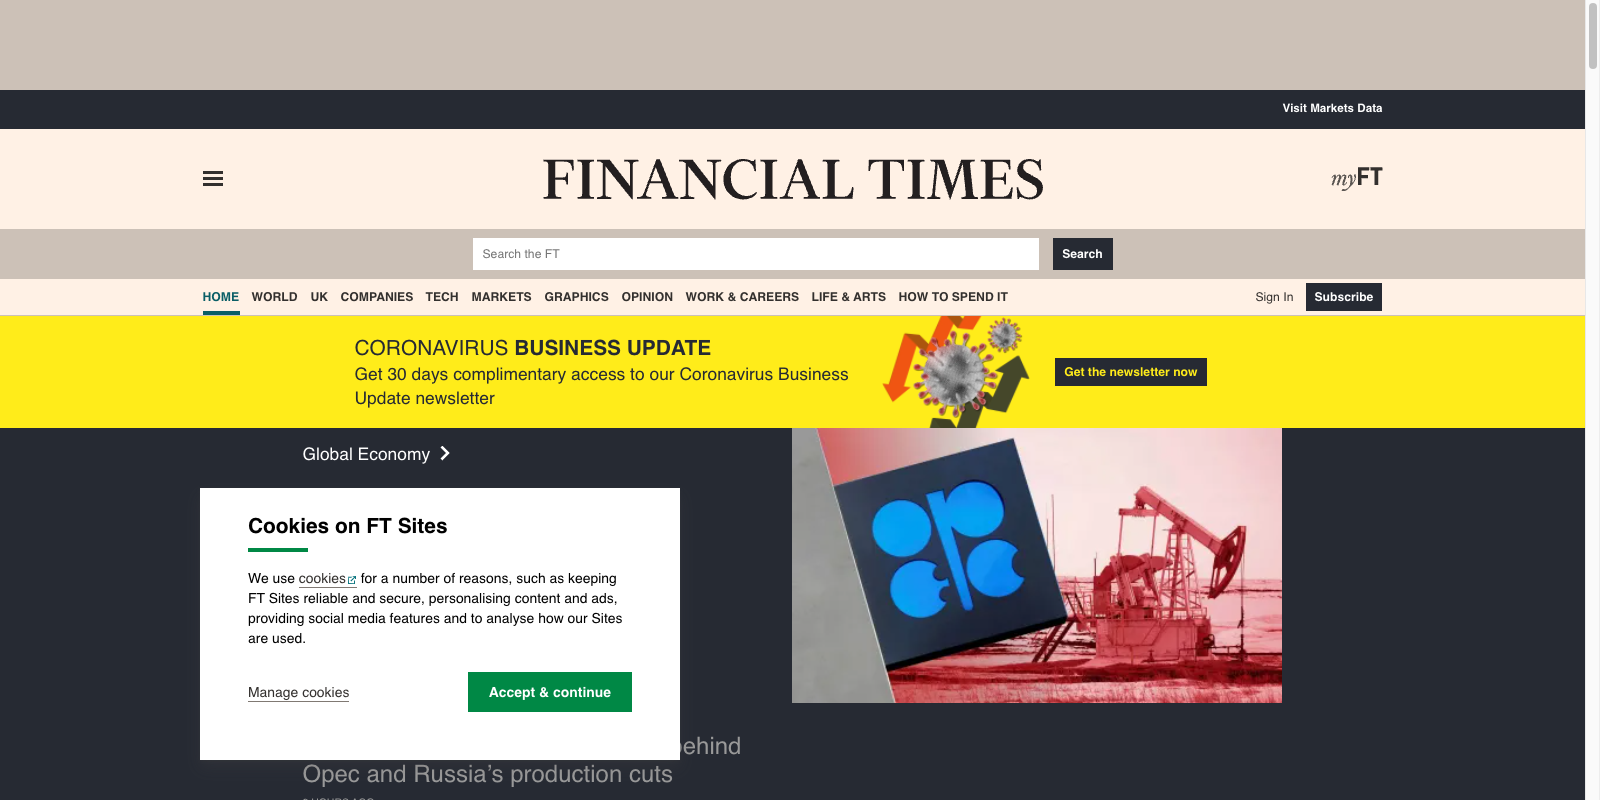 Visit Markets Data
FINANCIAL TIMES
myFT
Search the FT
Search
HOME WORLD UK COMPANIES TECH MARKETS GRAPHICS OPINION WORK & CAREERS LIFE & ARTS HOW TO SPEND IT
Sign In
Subscribe
CORONAVIRUS BUSINESS UPDATE
Get 30 days complimentary access to our Coronavirus Business
Update newsletter
Get the newsletter now
Global Economy
Cookies on FT Sites
We use cookies for a number of reasons, such as keeping
FT Sites reliable and secure, personalising content and ads,
providing social media features and to analyse how our Sites
are used.
Manage cookies
Accept & continue
behind
Opec and Russia’s production cuts